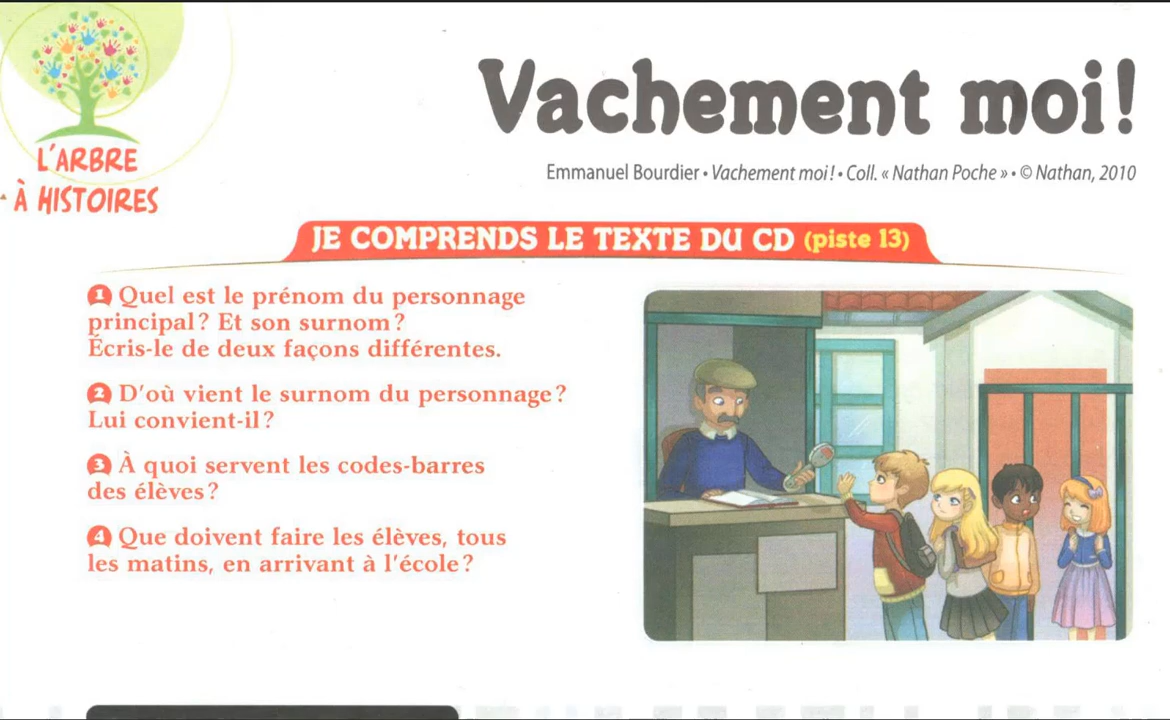 L'ARBRE
À HISTOIRES
Vachement moi!
Emmanuel Bourdier • Vachement moi! • Coll. « Nathan Poche » • © Nathan, 2010
JE COMPRENDS LE TEXTE DU CD (piste 13)
1 Quel est le prénom du personnage
principal? Et son surnom?
Écris-le de deux façons différentes.
2 D'où vient le surnom du personnage?
Lui convient-il?
3 À quoi servent les codes-barres
des élèves?
4 Que doivent faire les élèves, tous
les matins, en arrivant à l'école?